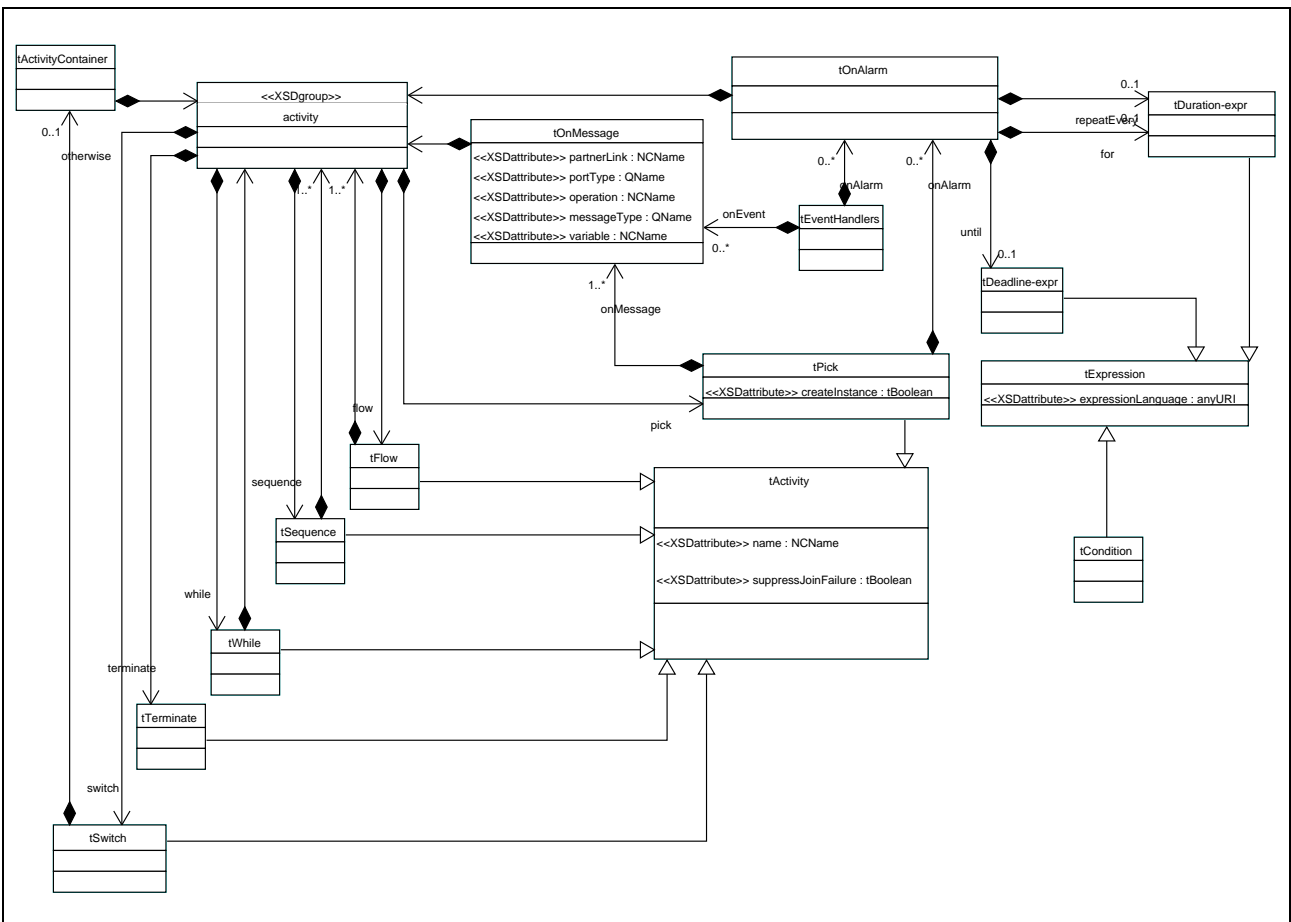 tActivityContainer
<<XSDgroup>>
activity
tOnAlarm
0..1
tDuration-expr
repeatEvery
0..1
for
0..1
otherwise
tOnMessage
<<XSDattribute>> partnerLink : NCName
<<XSDattribute>> portType : QName
<<XSDattribute>> operation : NCName
<<XSDattribute>> messageType : QName
<<XSDattribute>> variable : NCName
0..*
0..*
onAlarm
onAlarm
1..*
1..*
onEvent
0..*
tEventHandlers
until
0..1
tDeadline-expr
1..*
onMessage
tPick
<<XSDattribute>> createInstance : tBoolean
pick
tExpression
<<XSDattribute>> expressionLanguage : anyURI
flow
tFlow
sequence
tSequence
tActivity
<<XSDattribute>> name : NCName
<<XSDattribute>> suppressJoinFailure : tBoolean
tCondition
while
tWhile
terminate
tTerminate
switch
tSwitch